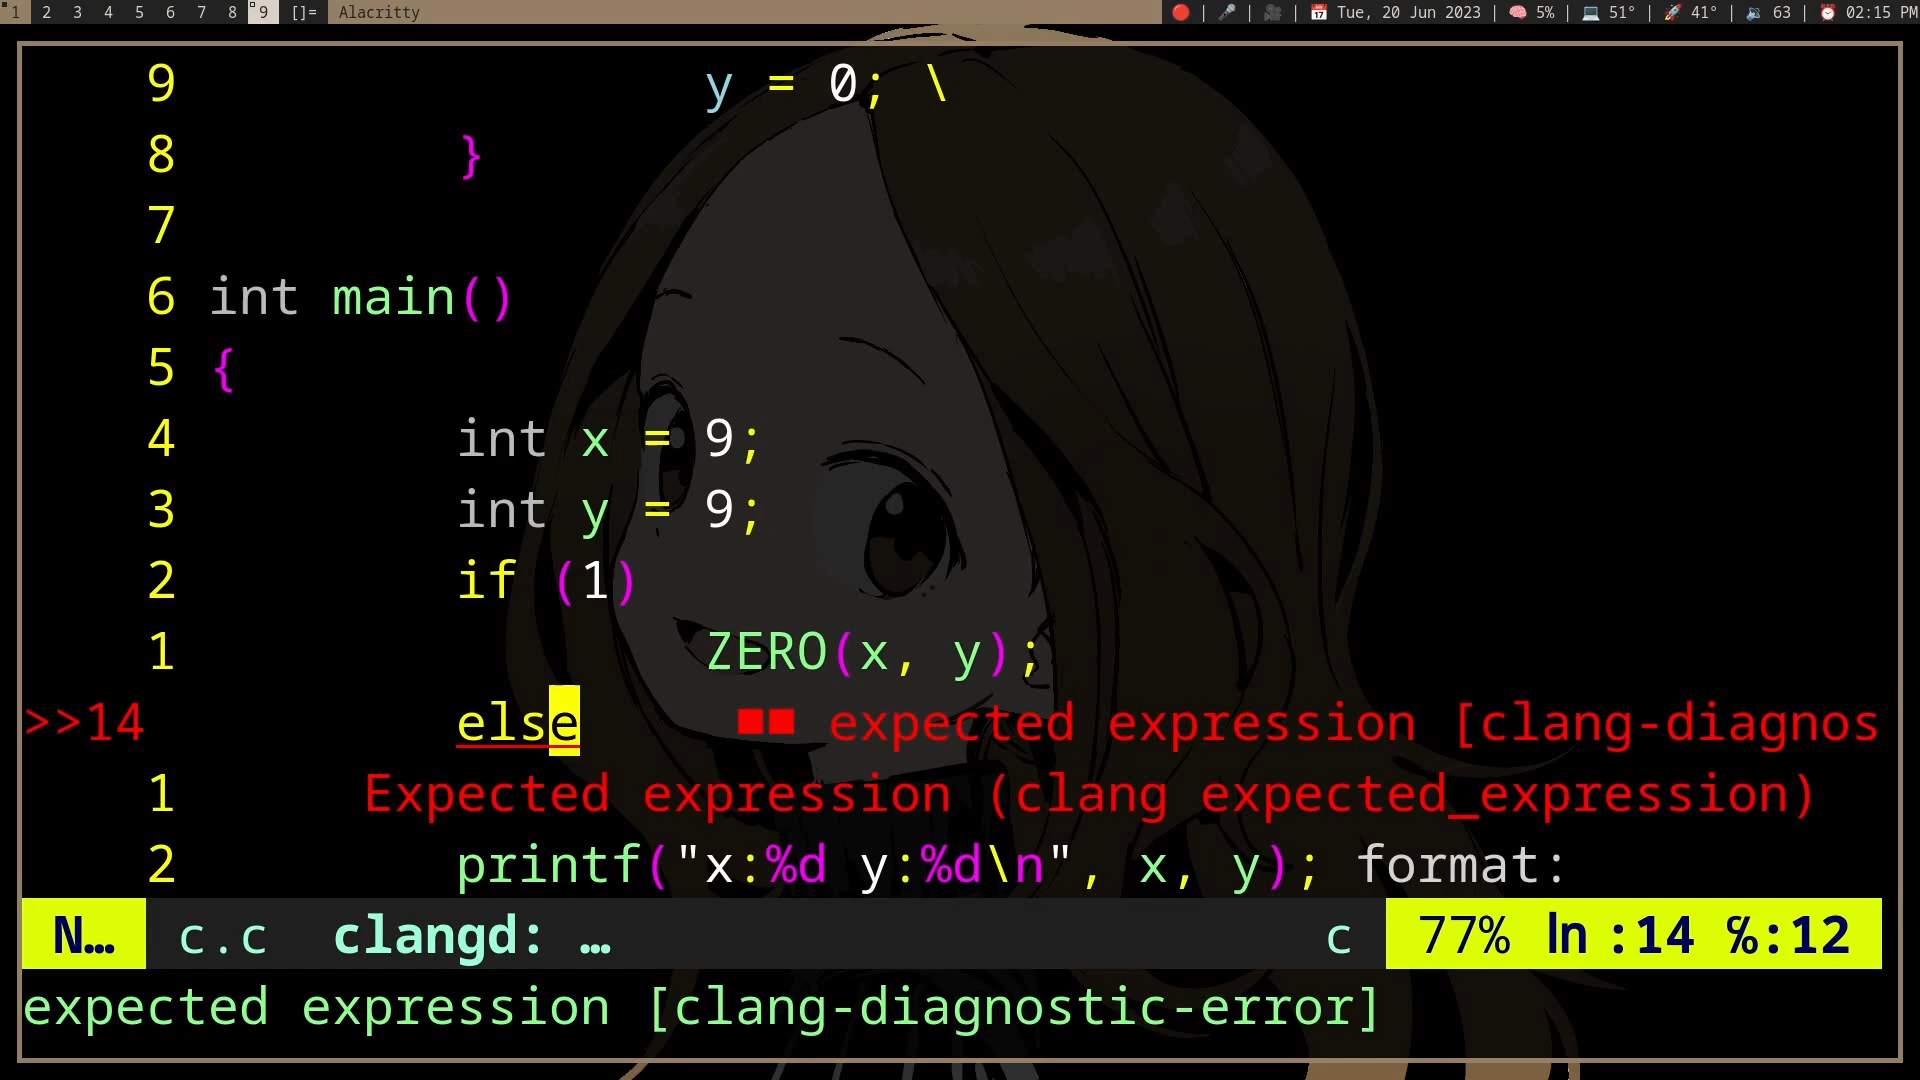 1 2 3 4 5 6 7 8 9 []= Alacritty | | | Tue, 20 Jun 2023 | 5% | 51° | 41° | 63 | 02:15 PM
9 y = 0; \
8 }
7
6 int main()
5 {
4 int x = 9;
3 int y = 9;
2 if (1)
1 ZERO(x, y);
>>14 else ■■ expected expression [clang-diagnos
1 Expected expression (clang expected_expression)
2 printf("x:%d y:%d\n", x, y); format:
N… c.c clangd: … c 77% ln :14 ℅:12
expected expression [clang-diagnostic-error]